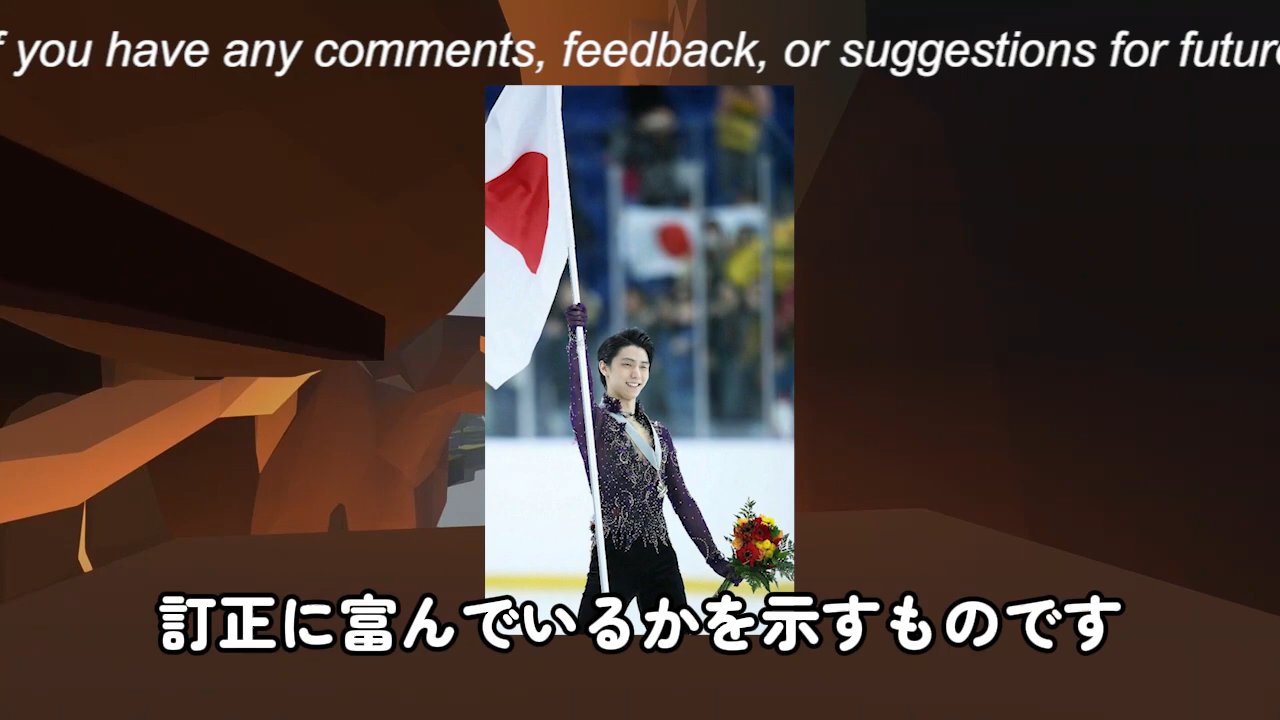 f you have any comments, feedback, or suggestions for future
訂正に富んでいるかを示すものです